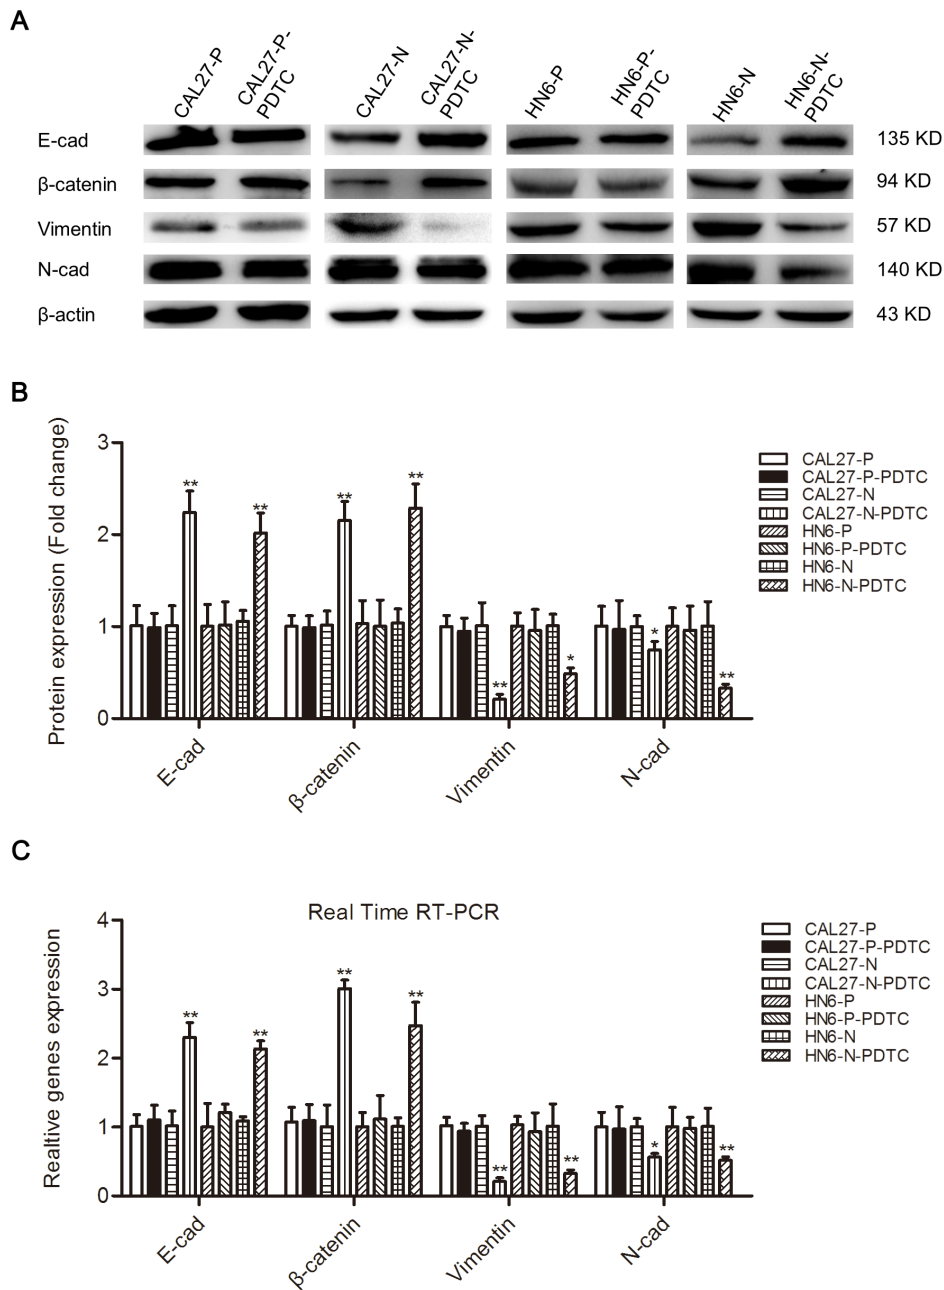 A
CAL27-P
CAL27-P-
PDTC
CAL27-N
CAL27-N-
PDTC
HN6-P
HN6-P-
PDTC
HN6-N
HN6-N-
PDTC
E-cad 135 KD
β-catenin 94 KD
Vimentin 57 KD
N-cad 140 KD
β-actin 43 KD
B
Protein expression (Fold change)
3
2
1
0
** ** ** ** ** * * **
E-cad β-catenin Vimentin N-cad
CAL27-P
CAL27-P-PDTC
CAL27-N
CAL27-N-PDTC
HN6-P
HN6-P-PDTC
HN6-N
HN6-N-PDTC
C
Real Time RT-PCR
Realtive genes expression
4
3
2
1
0
** ** ** ** ** ** * **
E-cad β-catenin Vimentin N-cad
CAL27-P
CAL27-P-PDTC
CAL27-N
CAL27-N-PDTC
HN6-P
HN6-P-PDTC
HN6-N
HN6-N-PDTC